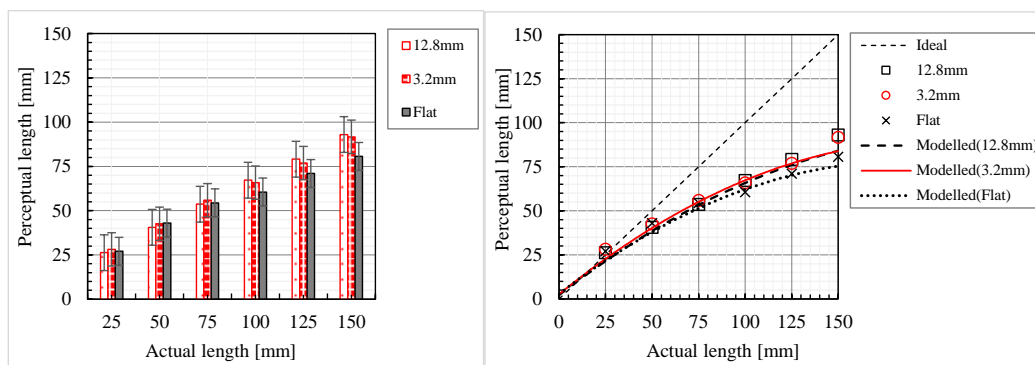 150
125
100
75
50
25
0
Perceptual length [mm]
25 50 75 100 125 150
Actual length [mm]
12.8mm
3.2mm
Flat
150
125
100
75
50
25
0
Perceptual length [mm]
0 25 50 75 100 125 150
Actual length [mm]
Ideal
12.8mm
3.2mm
Flat
Modelled(12.8mm)
Modelled(3.2mm)
Modelled(Flat)